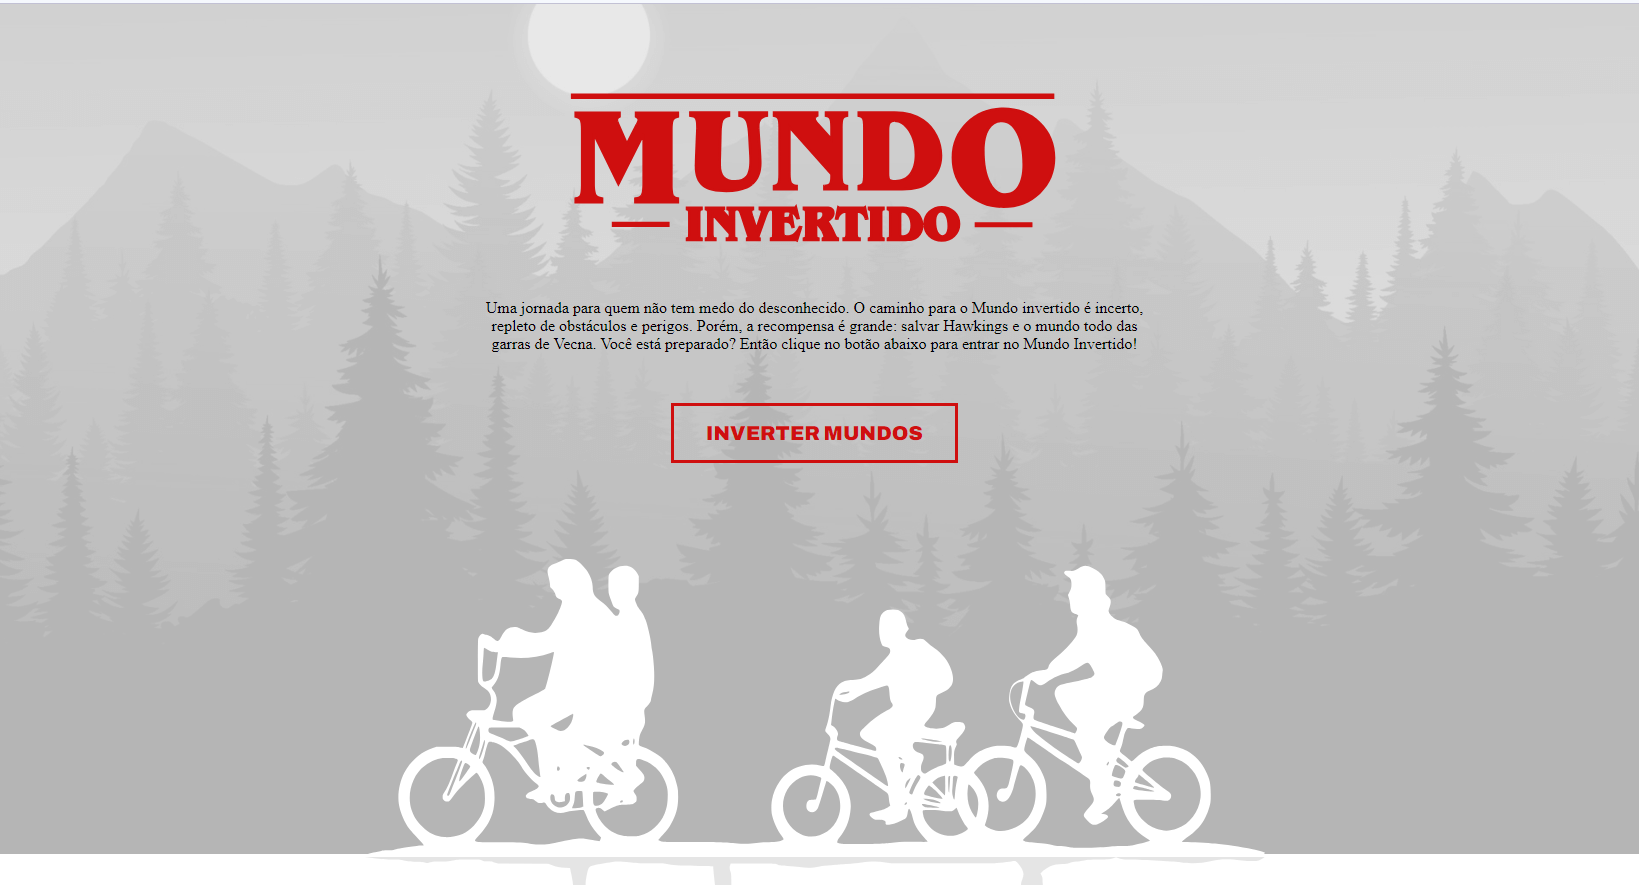 MUNDO
INVERTIDO
Uma jornada para quem não tem medo do desconhecido. O caminho para o Mundo invertido é incerto,
repleto de obstáculos e perigos. Porém, a recompensa é grande: salvar Hawkings e o mundo todo das
garras de Vecna. Você está preparado? Então clique no botão abaixo para entrar no Mundo Invertido!
INVERTER MUNDOS